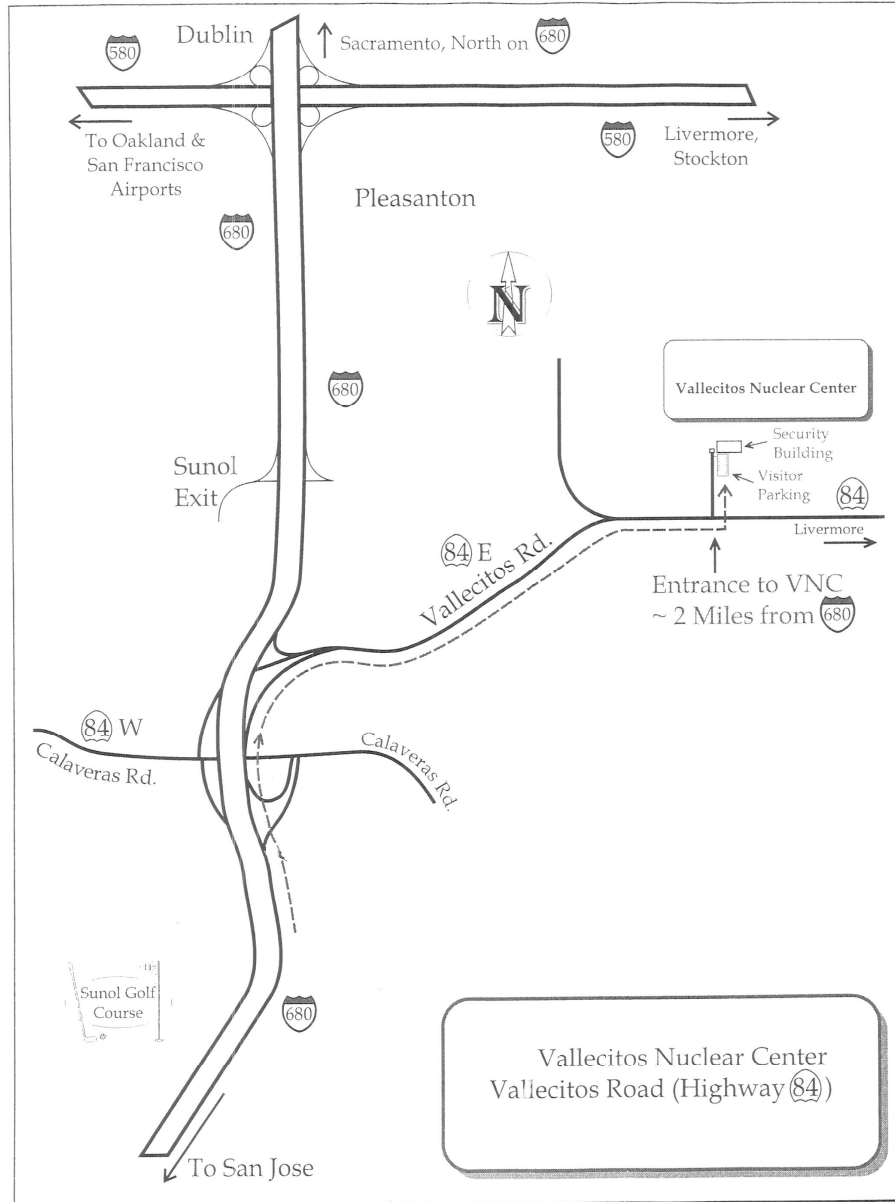 Dublin
580
Sacramento, North on 680
To Oakland &
San Francisco
Airports
580
Livermore,
Stockton
680
Pleasanton
N
680
Vallecitos Nuclear Center
Sunol
Exit
Security
Building
Visitor
Parking
84
Livermore
84 E
Vallecitos Rd.
Entrance to VNC
~ 2 Miles from 680
84 W
Calaveras Rd.
Calaveras Rd.
Sunol Golf
Course
680
Vallecitos Nuclear Center
Vallecitos Road (Highway 84)
To San Jose